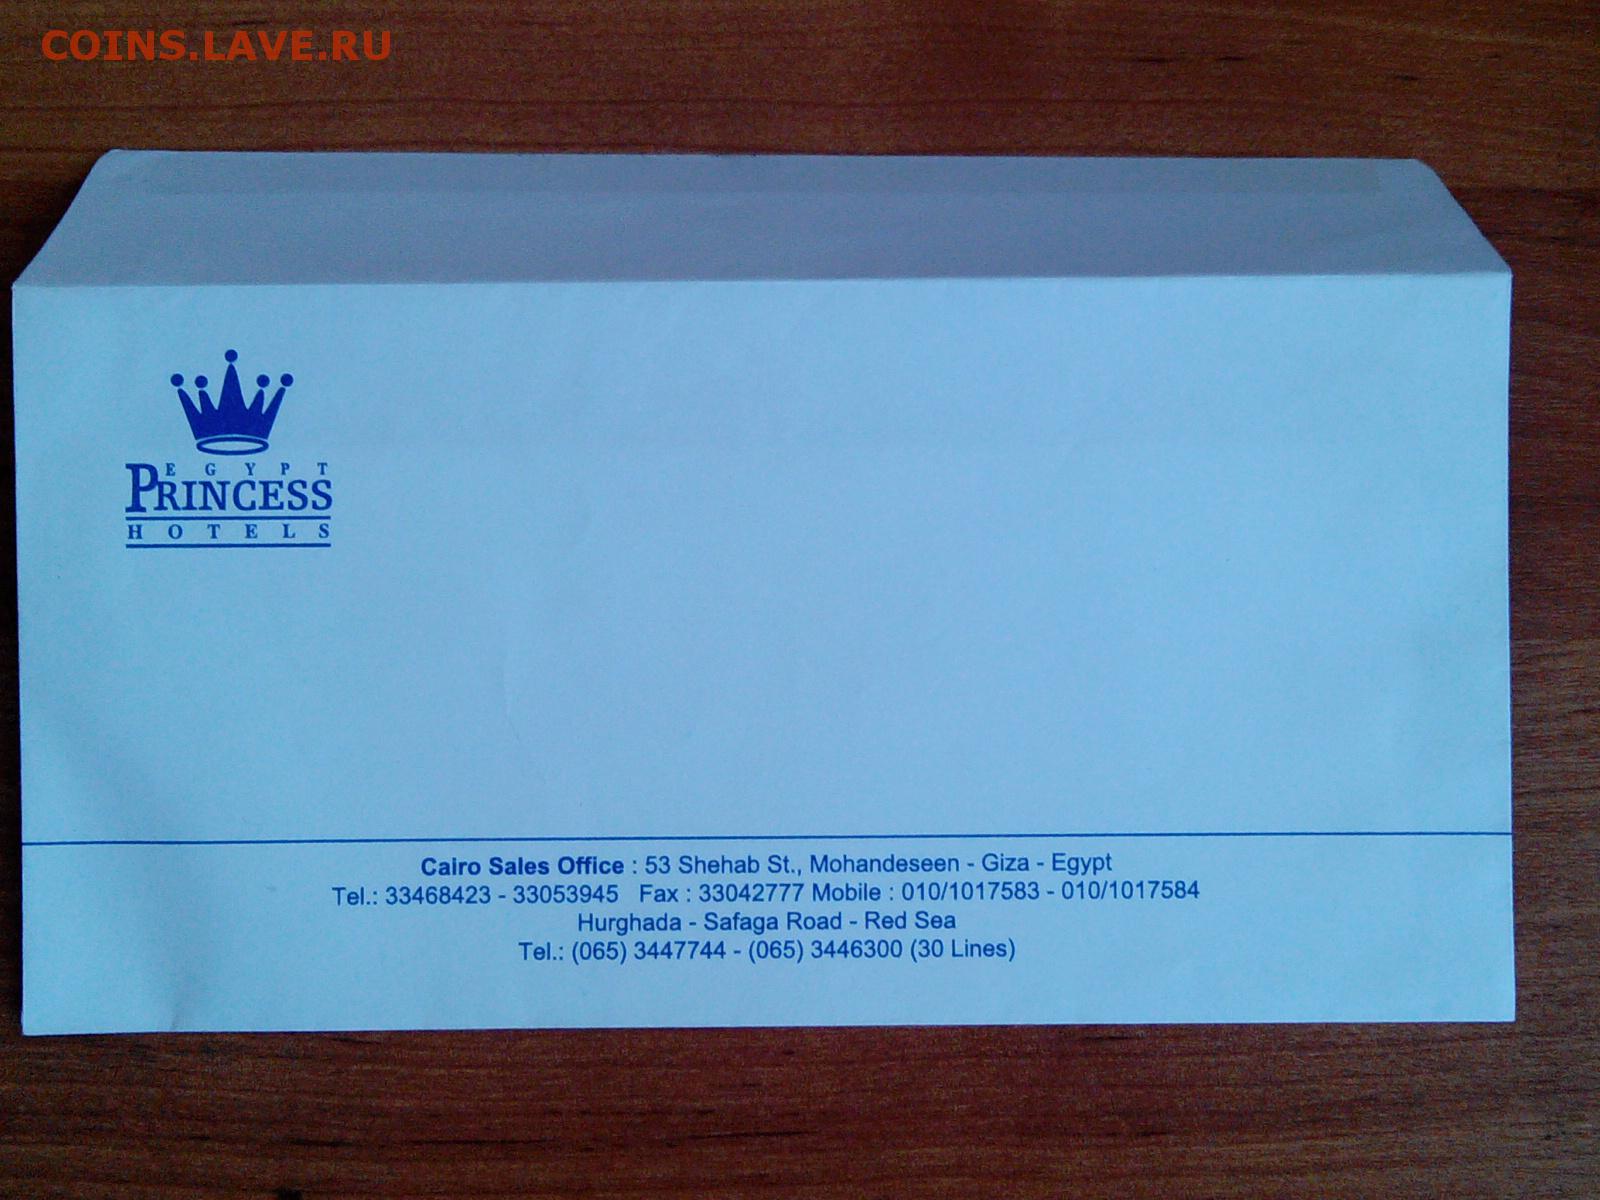 COINS.LAVE.RU
EGYPT
PRINCESS
HOTELS
Cairo Sales Office : 53 Shehab St., Mohandeseen - Giza - Egypt
Tel.: 33468423 - 33053945 Fax : 33042777 Mobile : 010/1017583 - 010/1017584
Hurghada - Safaga Road - Red Sea
Tel.: (065) 3447744 - (065) 3446300 (30 Lines)